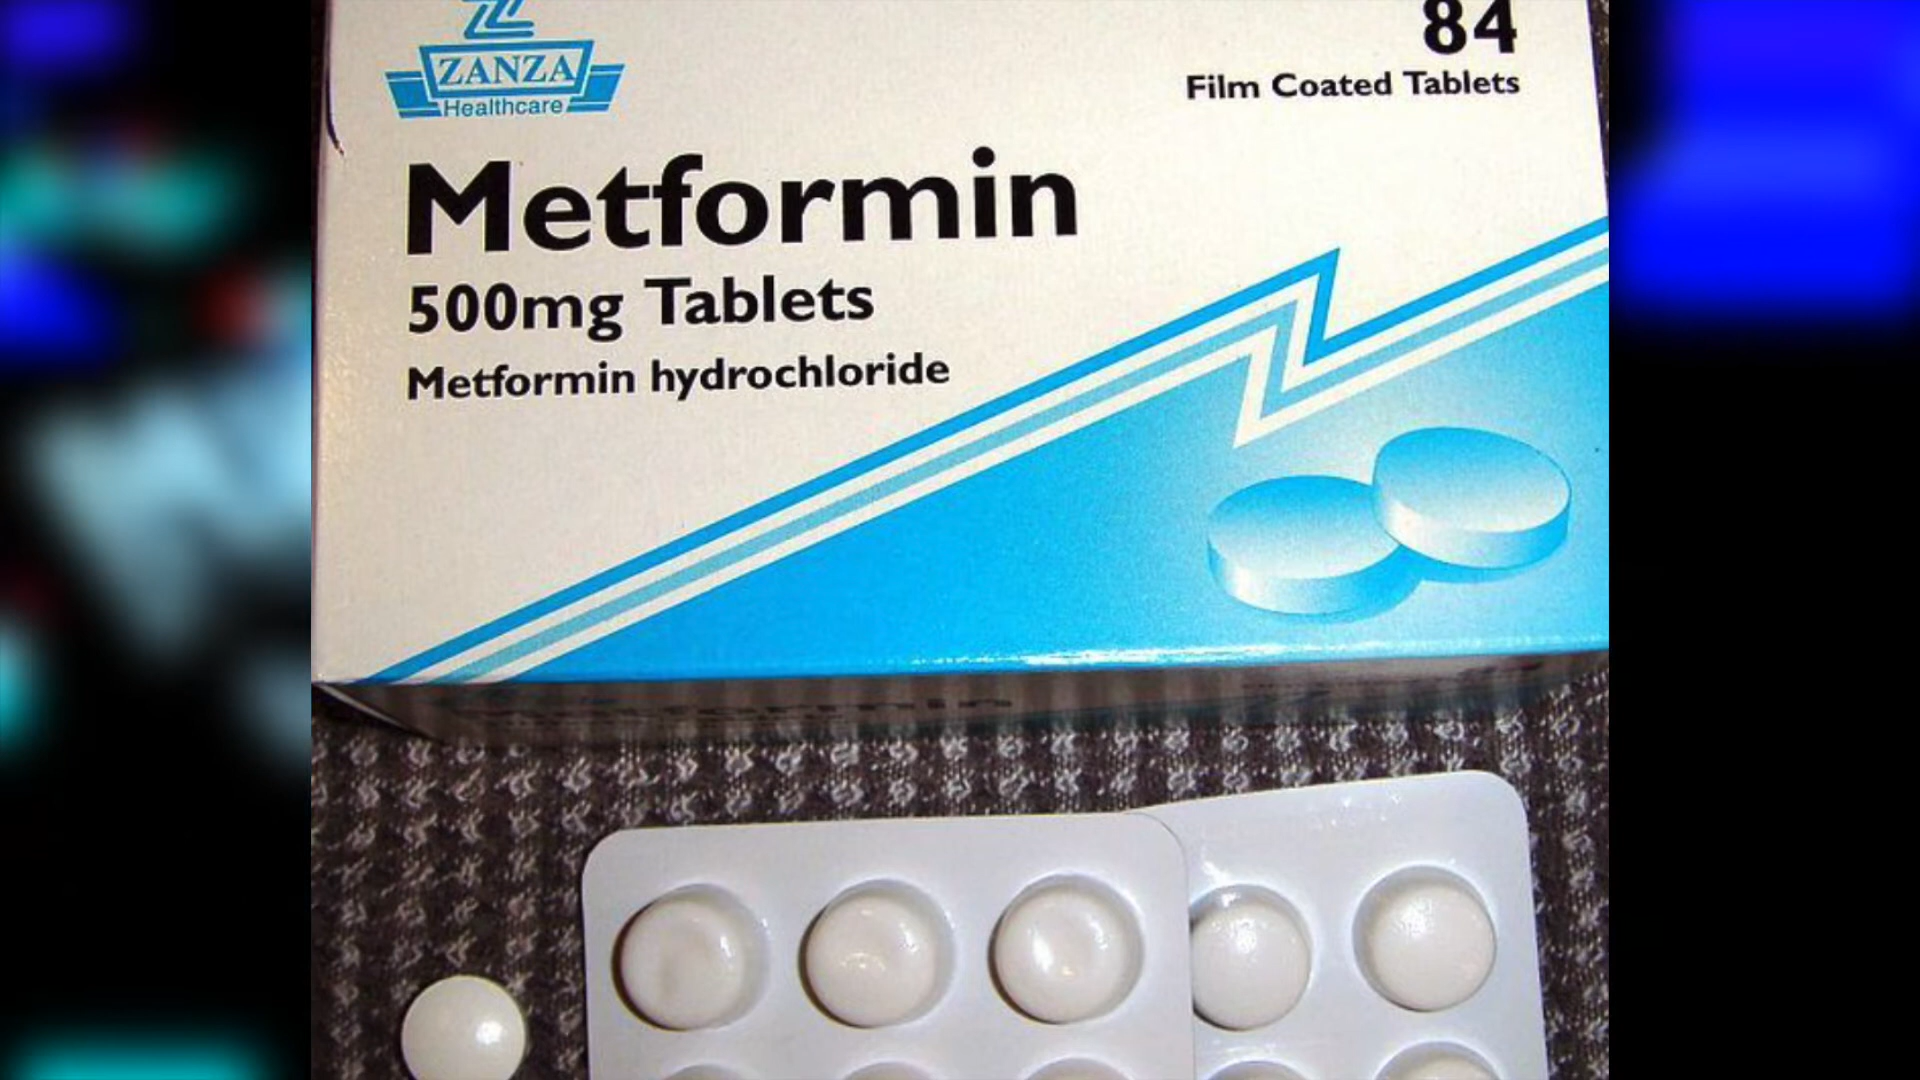 ZANZA
Healthcare
84
Film Coated Tablets
Metformin
500mg Tablets
Metformin hydrochloride